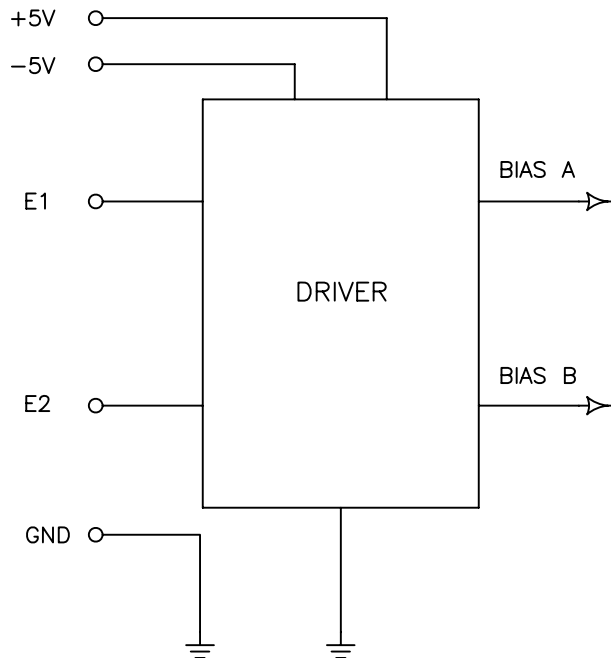 +5V
-5V
E1
BIAS A
DRIVER
E2
BIAS B
GND